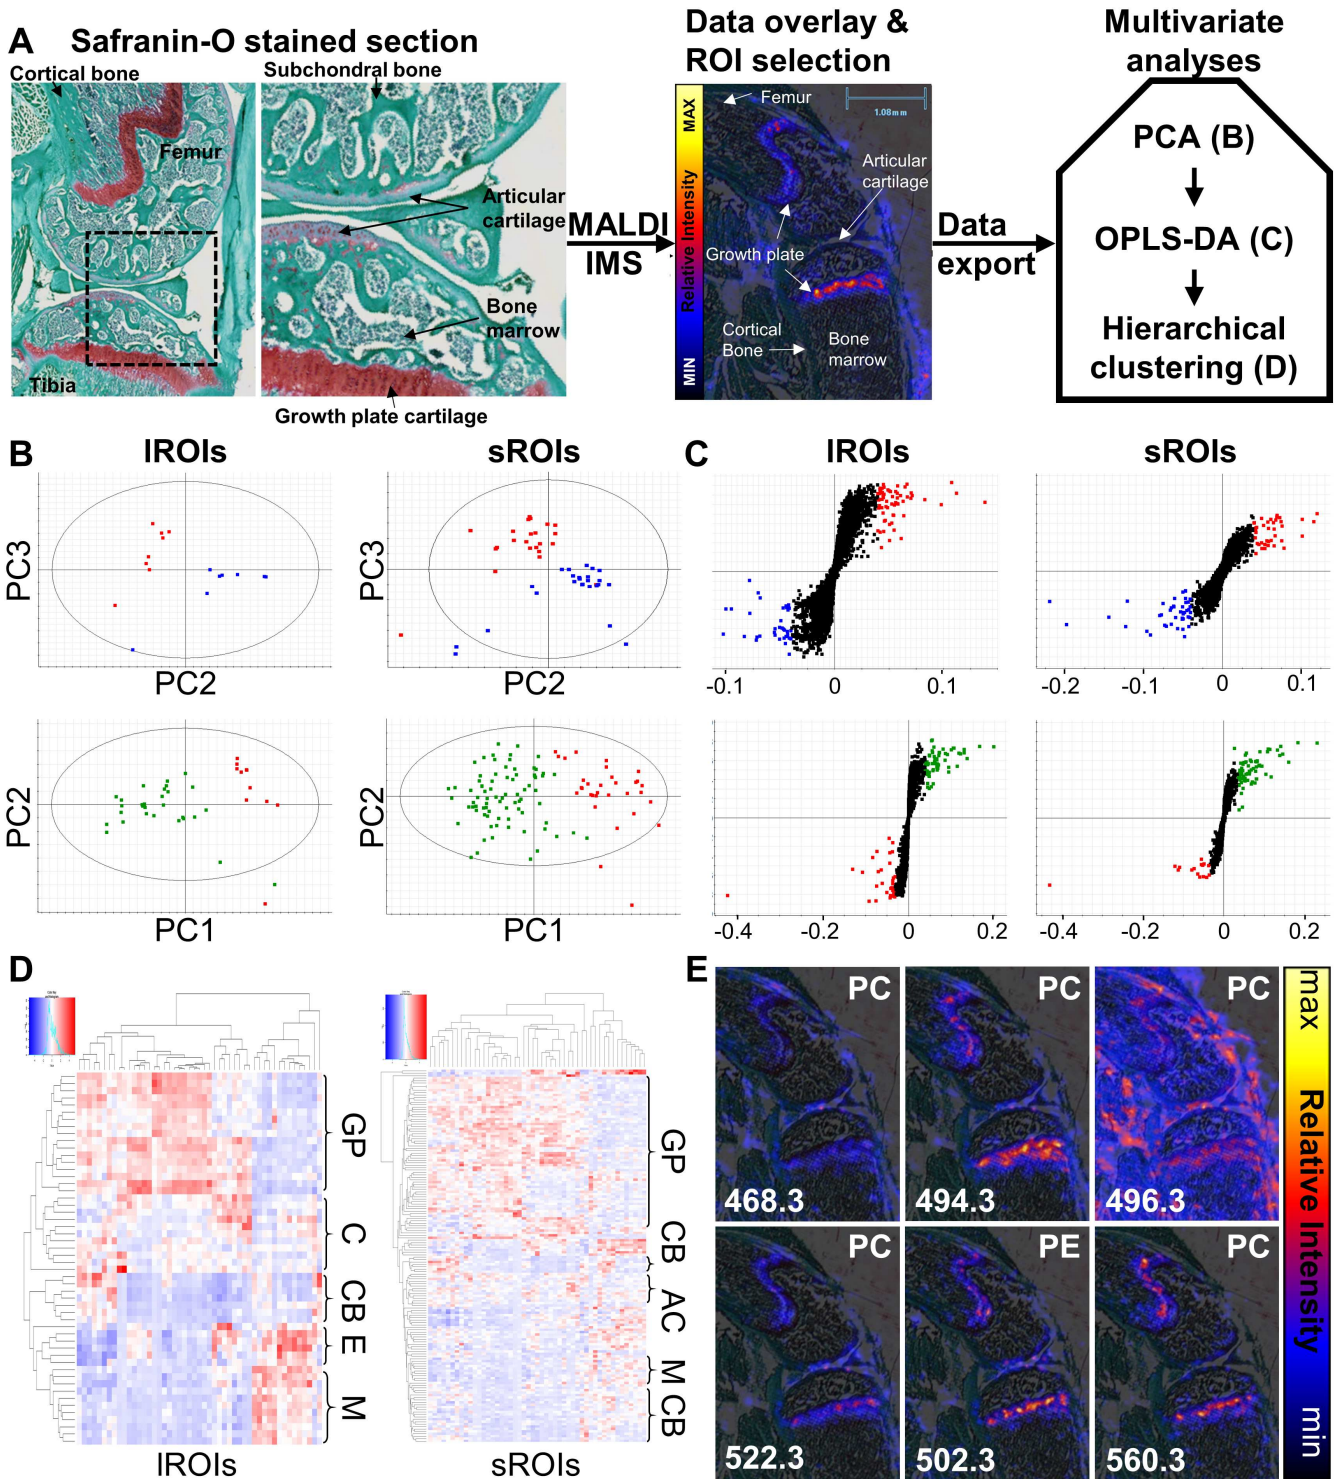 A
Safranin-O stained section
Cortical bone
Subchondral bone
Femur
Tibia
Articular
cartilage
Bone
marrow
Growth plate cartilage
MALDI
IMS
Data overlay &
ROI selection
MAX
Relative Intensity
MIN
Femur
1.08mm
Articular
cartilage
Growth plate
Cortical
Bone
Bone
marrow
Data
export
Multivariate
analyses
PCA (B)
OPLS-DA (C)
Hierarchical
clustering (D)
B
lROIs
sROIs
PC3
PC2
PC3
PC2
PC2
PC1
PC2
PC1
C
lROIs
sROIs
-0.1
0
0.1
-0.2
-0.1
0
0.1
-0.4
-0.2
0
0.2
-0.4
-0.2
0
0.2
D
GP
C
CB
E
M
lROIs
GP
CB
AC
M
CB
sROIs
E
PC
468.3
PC
494.3
PC
496.3
PC
522.3
PE
502.3
PC
560.3
max
Relative Intensity
min